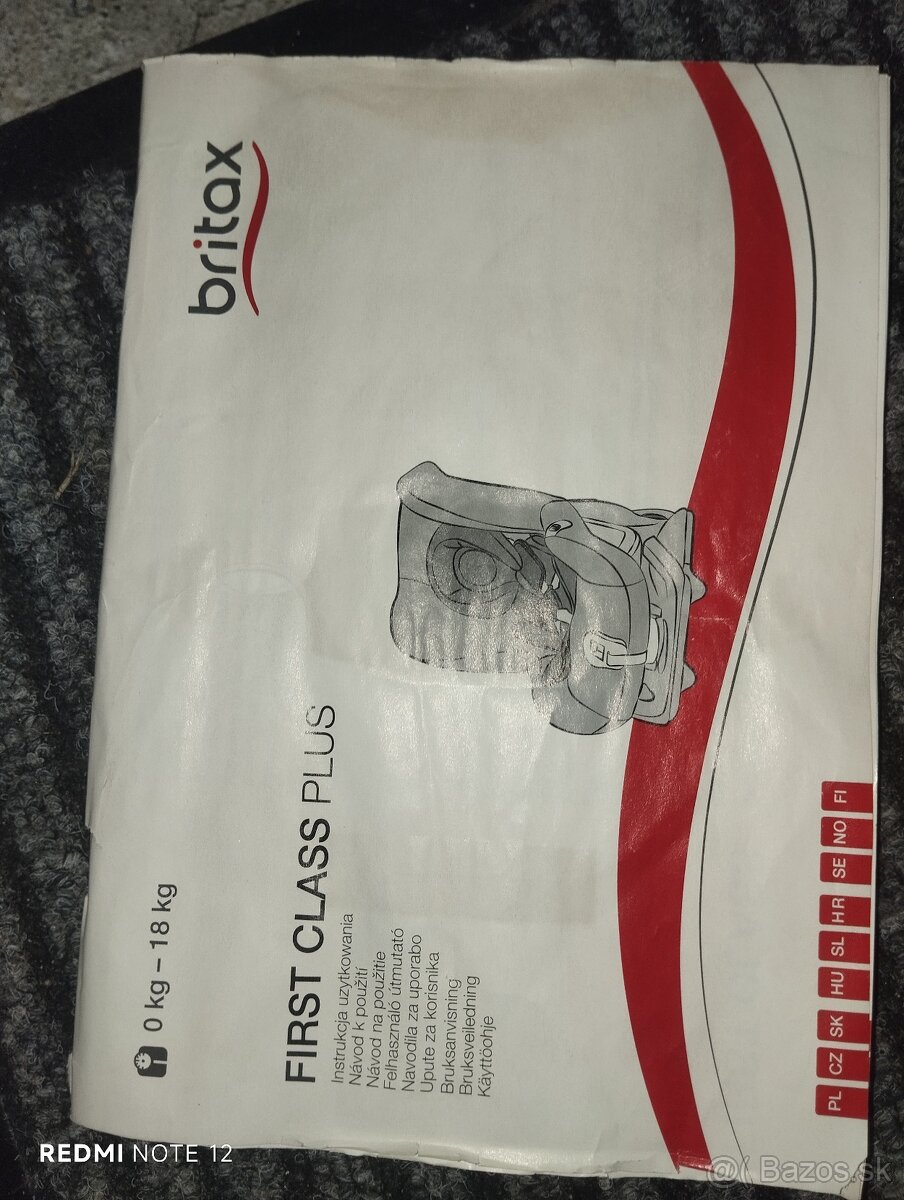 britax
0 kg – 18 kg
FIRST CLASS PLUS
Instrukcja uzytkowania
Návod k použití
Návod na použitie
Felhasználó útmutató
Navodila za uporabo
Upute za korisnika
Bruksanvisning
Bruksveiledning
Käyttöohje
PL CZ SK HU SL HR SE NO FI
REDMI NOTE 12
@( Bazos.sk